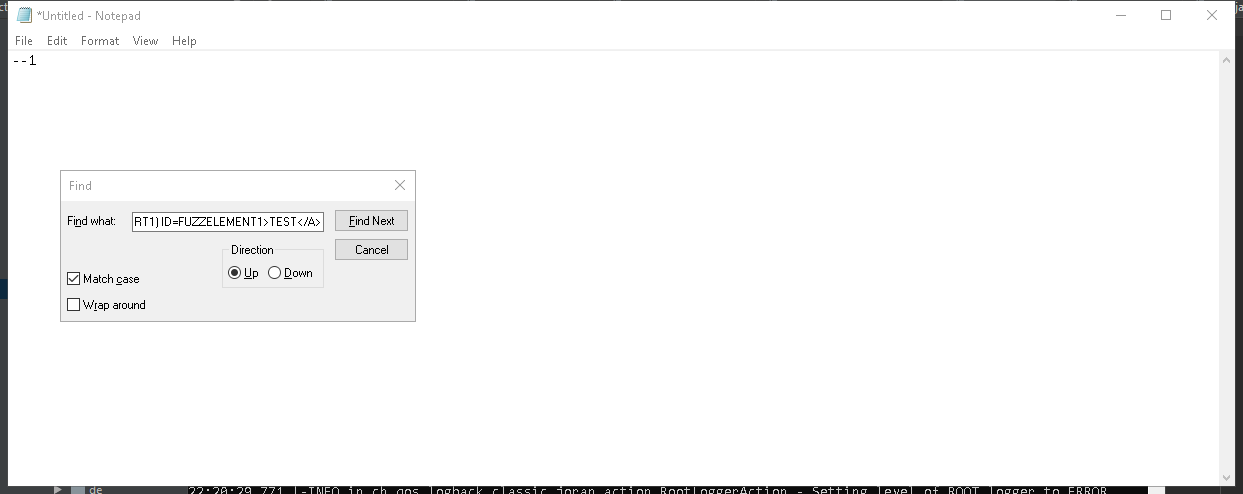 *Untitled - Notepad
File Edit Format View Help
--1
Find
Find what: RT1) ID=FUZZELEMENT1>TEST</A> Find Next
Direction Cancel
Up Down
Match case
Wrap around
de 22:20:29,771 |-INFO in ch.qos.logback.classic.joran.action.RootLoggerAction - Setting level of ROOT logger to ERROR